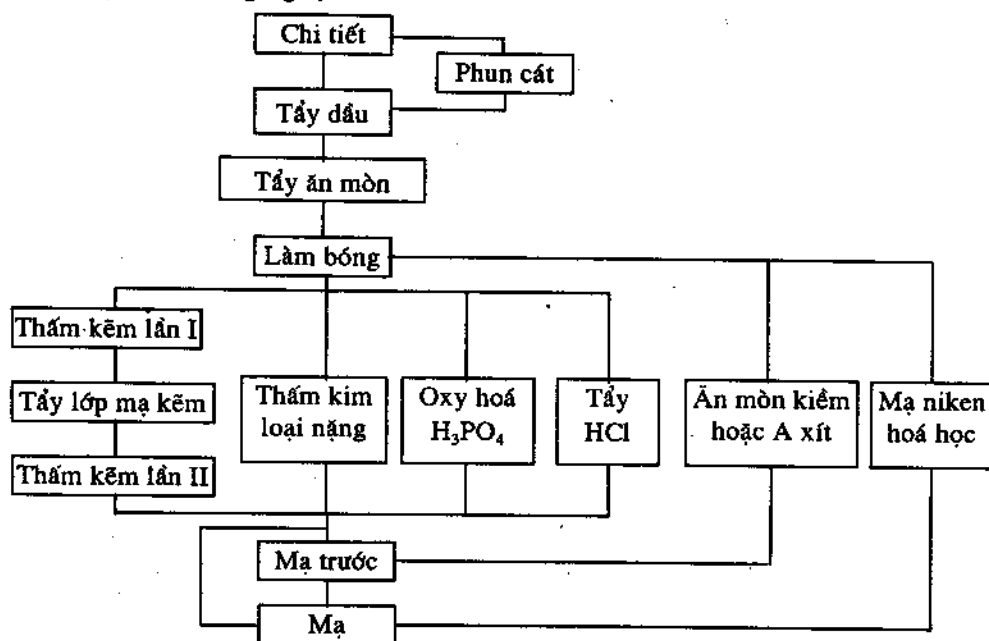 Chi tiết
Phun cát
Tẩy dầu
Tẩy ăn mòn
Làm bóng
Thấm kẽm lần I
Tẩy lớp mạ kẽm
Thấm kẽm lần II
Thấm kim
loại nặng
Oxy hoá
H₃PO₄
Tẩy
HCl
Ăn mòn kiềm
hoặc A xít
Mạ niken
hoá học
Mạ trước
Mạ